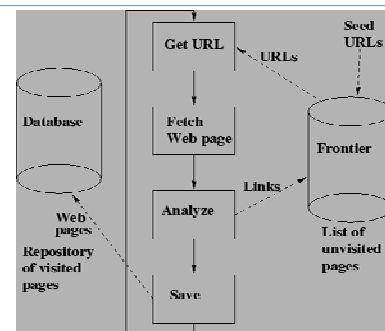 Seed
URLs
Get URL
URLs
Database
Fetch
Web page
Frontier
Links
Analyze
Web
pages
List of
unvisited
pages
Repository
of visited
pages
Save